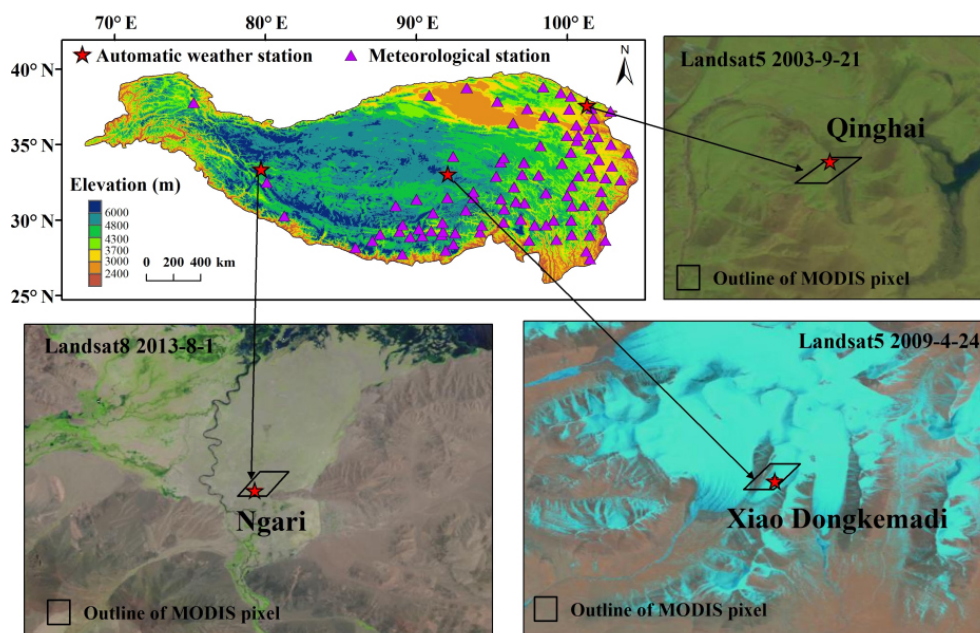 70° E 80° E 90° E 100° E
Automatic weather station Meteorological station
N
40° N
35° N
30° N
25° N
Elevation (m)
6000
4800
4300
3700
3000
2400
0 200 400 km
Landsat5 2003-9-21
Qinghai
Outline of MODIS pixel
Landsat8 2013-8-1
Ngari
Outline of MODIS pixel
Landsat5 2009-4-24
Xiao Dongkemadi
Outline of MODIS pixel